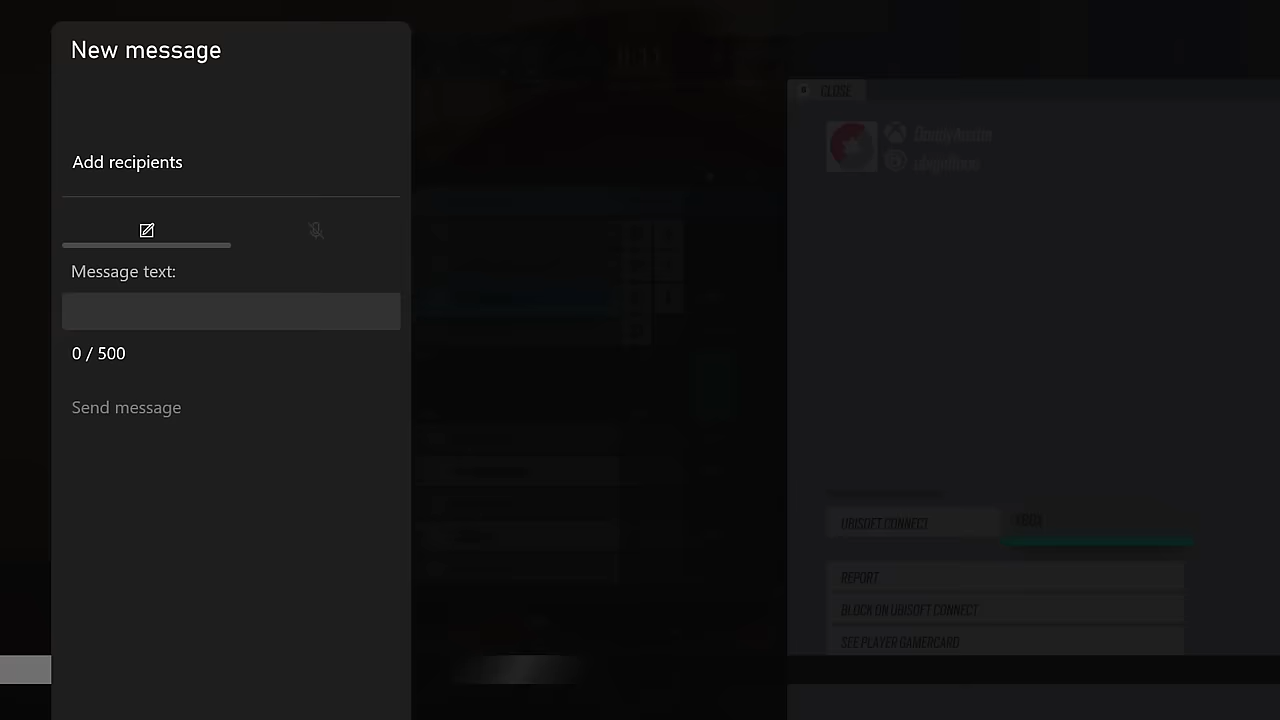 New message
Add recipients
Message text:
0 / 500
Send message
CLOSE
UBISOFT CONNECT
XBOX
REPORT
BLOCK ON UBISOFT CONNECT
SEE PLAYER GAMERCARD